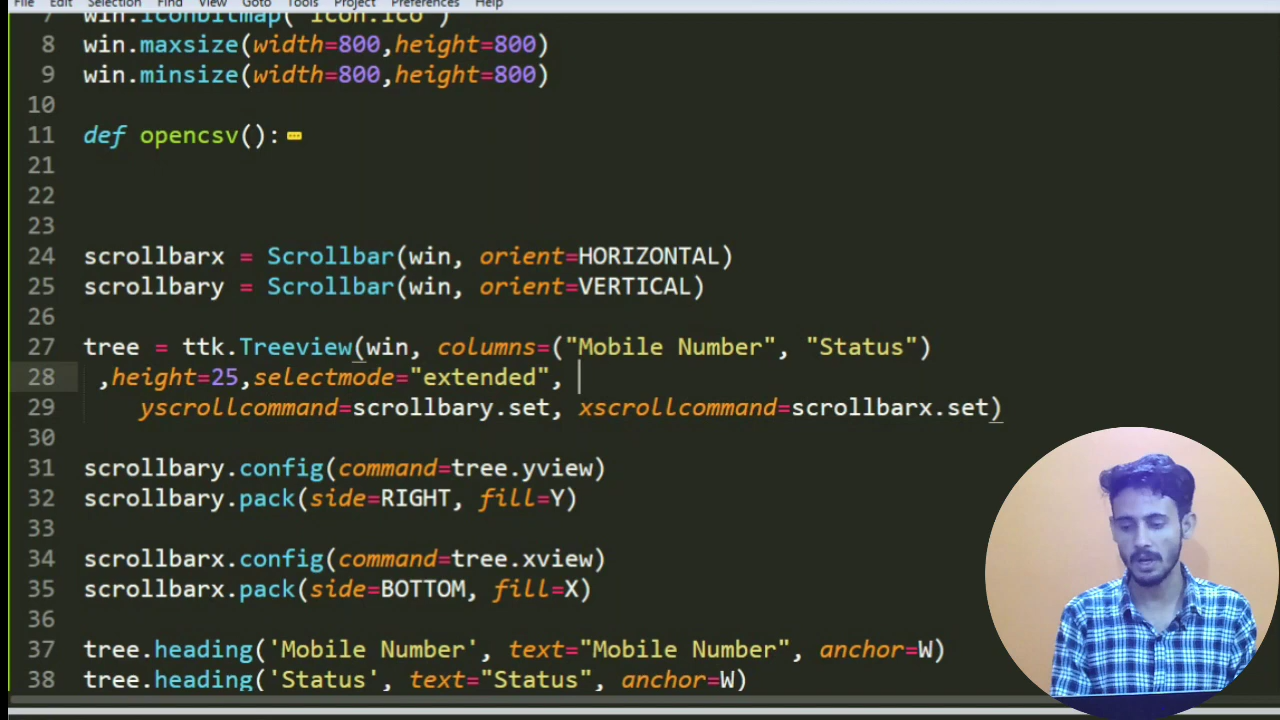 File Edit Selection Find View Goto Tools Project Preferences Help
7 win.iconbitmap("icon.ico")
8 win.maxsize(width=800,height=800)
9 win.minsize(width=800,height=800)
10
11 def opencsv():
21
22
23
24 scrollbarx = Scrollbar(win, orient=HORIZONTAL)
25 scrollbary = Scrollbar(win, orient=VERTICAL)
26
27 tree = ttk.Treeview(win, columns=("Mobile Number", "Status")
28 ,height=25,selectmode="extended",
29 yscrollcommand=scrollbary.set, xscrollcommand=scrollbarx.set)
30
31 scrollbary.config(command=tree.yview)
32 scrollbary.pack(side=RIGHT, fill=Y)
33
34 scrollbarx.config(command=tree.xview)
35 scrollbarx.pack(side=BOTTOM, fill=X)
36
37 tree.heading('Mobile Number', text="Mobile Number", anchor=W)
38 tree.heading('Status', text="Status", anchor=W)